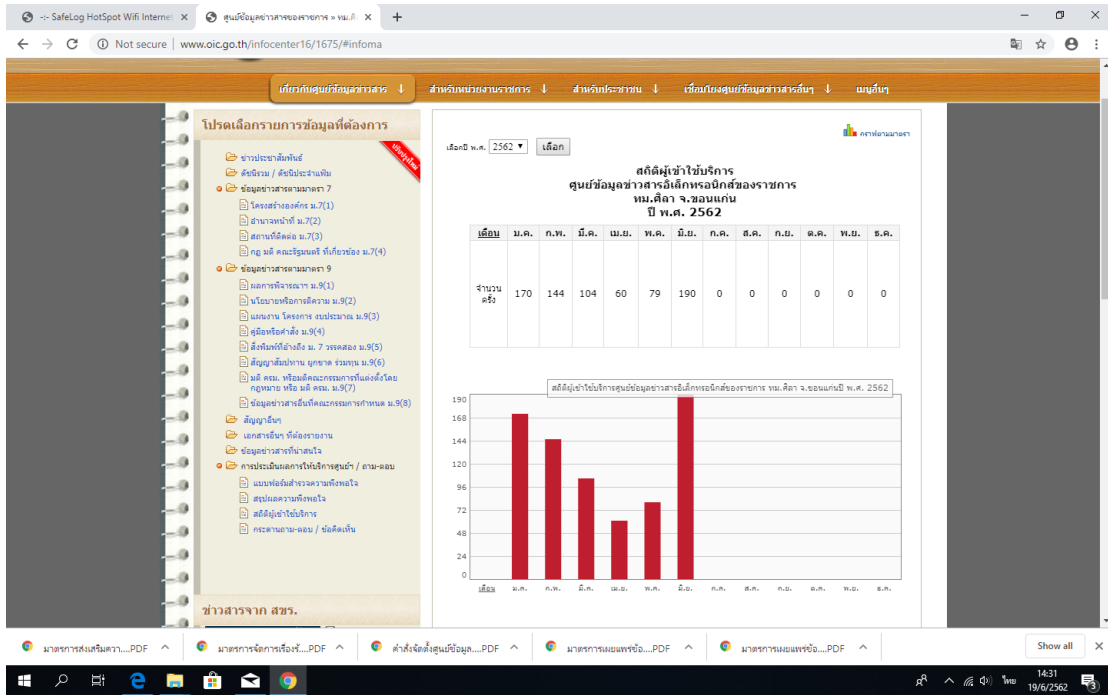 -:- SafeLog HotSpot Wifi Internet
ศูนย์ข้อมูลข่าวสารของราชการ » ทม.ศิ
Not secure | www.oic.go.th/infocenter16/1675/#infoma
เกี่ยวกับศูนย์ข้อมูลข่าวสาร ↓ สำหรับหน่วยงานราชการ ↓ สำหรับประชาชน ↓ เชื่อมโยงศูนย์ข้อมูลข่าวสารอื่นๆ ↓ เมนูอื่นๆ
โปรดเลือกรายการข้อมูลที่ต้องการ
ปรับปรุงใหม่
ข่าวประชาสัมพันธ์
ดัชนีรวม / ดัชนีประจำแฟ้ม
ข้อมูลข่าวสารตามมาตรา 7
โครงสร้างองค์กร ม.7(1)
อำนาจหน้าที่ ม.7(2)
สถานที่ติดต่อ ม.7(3)
กฎ มติ คณะรัฐมนตรี ที่เกี่ยวข้อง ม.7(4)
ข้อมูลข่าวสารตามมาตรา 9
ผลการพิจารณาฯ ม.9(1)
นโยบายหรือการตีความ ม.9(2)
แผนงาน โครงการ งบประมาณ ม.9(3)
คู่มือหรือคำสั่ง ม.9(4)
สิ่งพิมพ์ที่อ้างถึง ม. 7 วรรคสอง ม.9(5)
สัญญาสัมปทาน ผูกขาด ร่วมทุน ม.9(6)
มติ ครม. หรือมติคณะกรรมการที่แต่งตั้งโดย
กฎหมาย หรือ มติ ครม. ม.9(7)
ข้อมูลข่าวสารอื่นที่คณะกรรมการกำหนด ม.9(8)
สัญญาอื่นๆ
เอกสารอื่นๆ ที่ต้องรายงาน
ข้อมูลข่าวสารที่น่าสนใจ
การประเมินผลการให้บริการศูนย์ฯ / ถาม-ตอบ
แบบฟอร์มสำรวจความพึงพอใจ
สรุปผลความพึงพอใจ
สถิติผู้เข้าใช้บริการ
กระดานถาม-ตอบ / ข้อคิดเห็น
ข่าวสารจาก สขร.
กราฟตามมาตรา
เลือกปี พ.ศ. 2562 เลือก
สถิติผู้เข้าใช้บริการ
ศูนย์ข้อมูลข่าวสารอิเล็กทรอนิกส์ของราชการ
ทม.ศิลา จ.ขอนแก่น
ปี พ.ศ. 2562
เดือน ม.ค. ก.พ. มี.ค. เม.ย. พ.ค. มิ.ย. ก.ค. ส.ค. ก.ย. ต.ค. พ.ย. ธ.ค.
จำนวน
ครั้ง 170 144 104 60 79 190 0 0 0 0 0 0
สถิติผู้เข้าใช้บริการศูนย์ข้อมูลข่าวสารอิเล็กทรอนิกส์ของราชการ ทม.ศิลา จ.ขอนแก่นปี พ.ศ. 2562
190
168
144
120
96
72
48
24
0
เดือน ม.ค. ก.พ. มี.ค. เม.ย. พ.ค. มิ.ย. ก.ค. ส.ค. ก.ย. ต.ค. พ.ย. ธ.ค.
มาตรการส่งเสริมควา....PDF มาตรการจัดการเรื่องร้....PDF คำสั่งจัดตั้งศูนย์ข้อมูล....PDF มาตรการเผยแพร่ข้อ....PDF มาตรการเผยแพร่ข้อ....PDF Show all
ไทย 14:31
19/6/2562
3